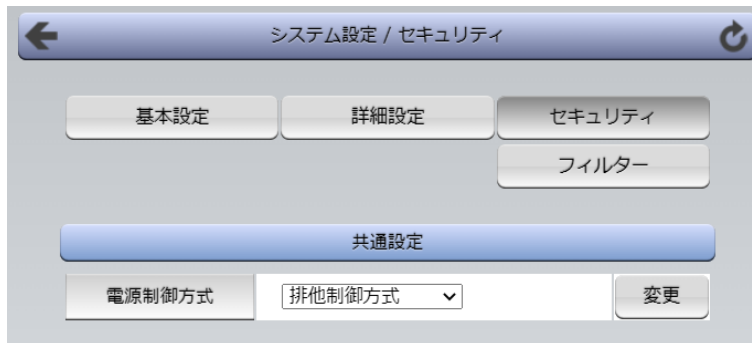 システム設定 / セキュリティ
基本設定
詳細設定
セキュリティ
フィルター
共通設定
電源制御方式
排他制御方式
変更